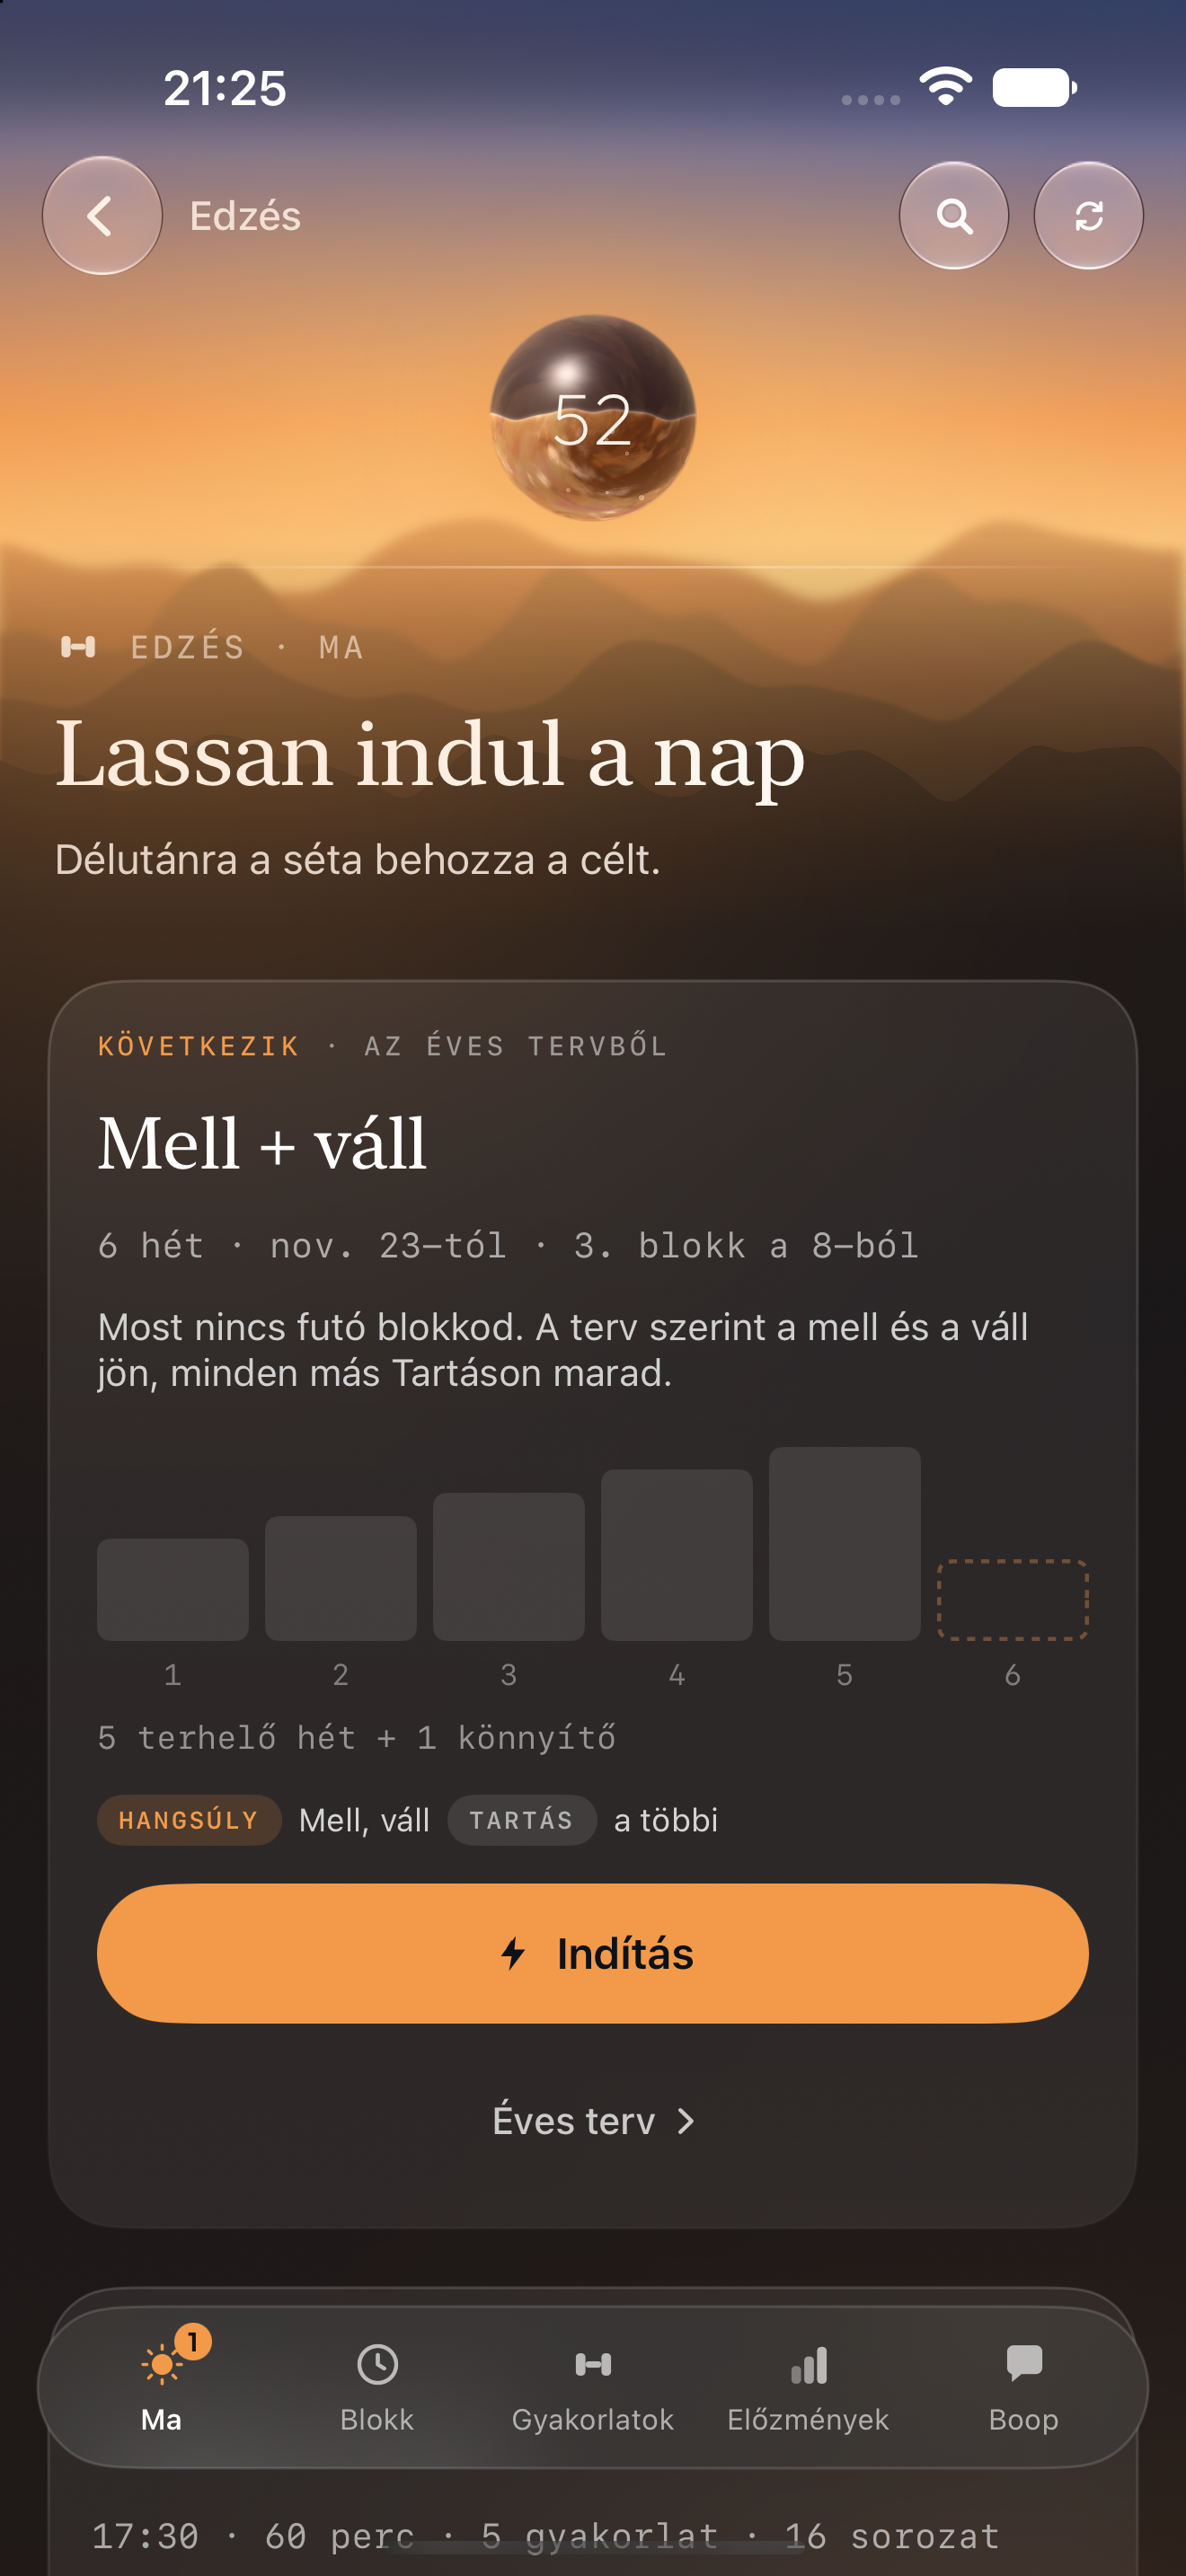 21:25
Edzés
52
EDZÉS · MA
Lassan indul a nap
Délutánra a séta behozza a célt.
KÖVETKEZIK · AZ ÉVES TERVBŐL
Mell + váll
6 hét · nov. 23–tól · 3. blokk a 8–ból
Most nincs futó blokkod. A terv szerint a mell és a váll
jön, minden más Tartáson marad.
1 2 3 4 5 6
5 terhelő hét + 1 könnyítő
HANGSÚLY Mell, váll TARTÁS a többi
Indítás
Éves terv
1
Ma Blokk Gyakorlatok Előzmények Boop
17:30 · 60 perc · 5 gyakorlat · 16 sorozat